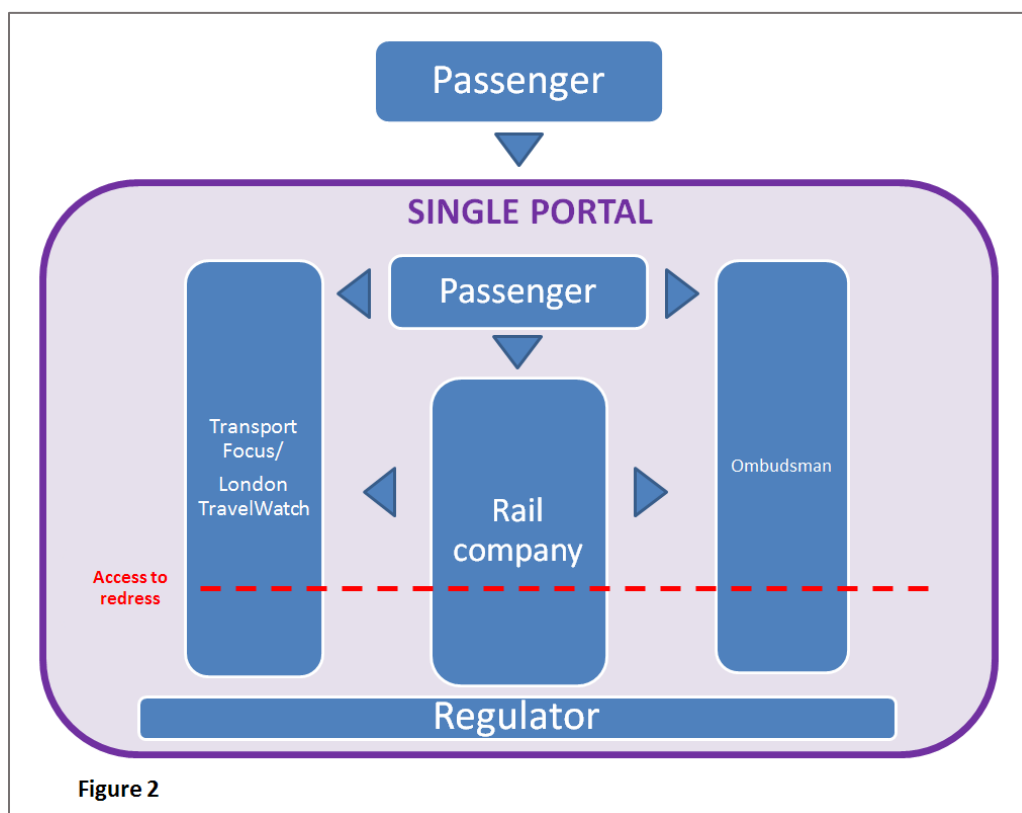 Passenger
SINGLE PORTAL
Passenger
Transport
Focus/
London
TravelWatch
Rail
company
Ombudsman
Access to
redress
Regulator
Figure 2